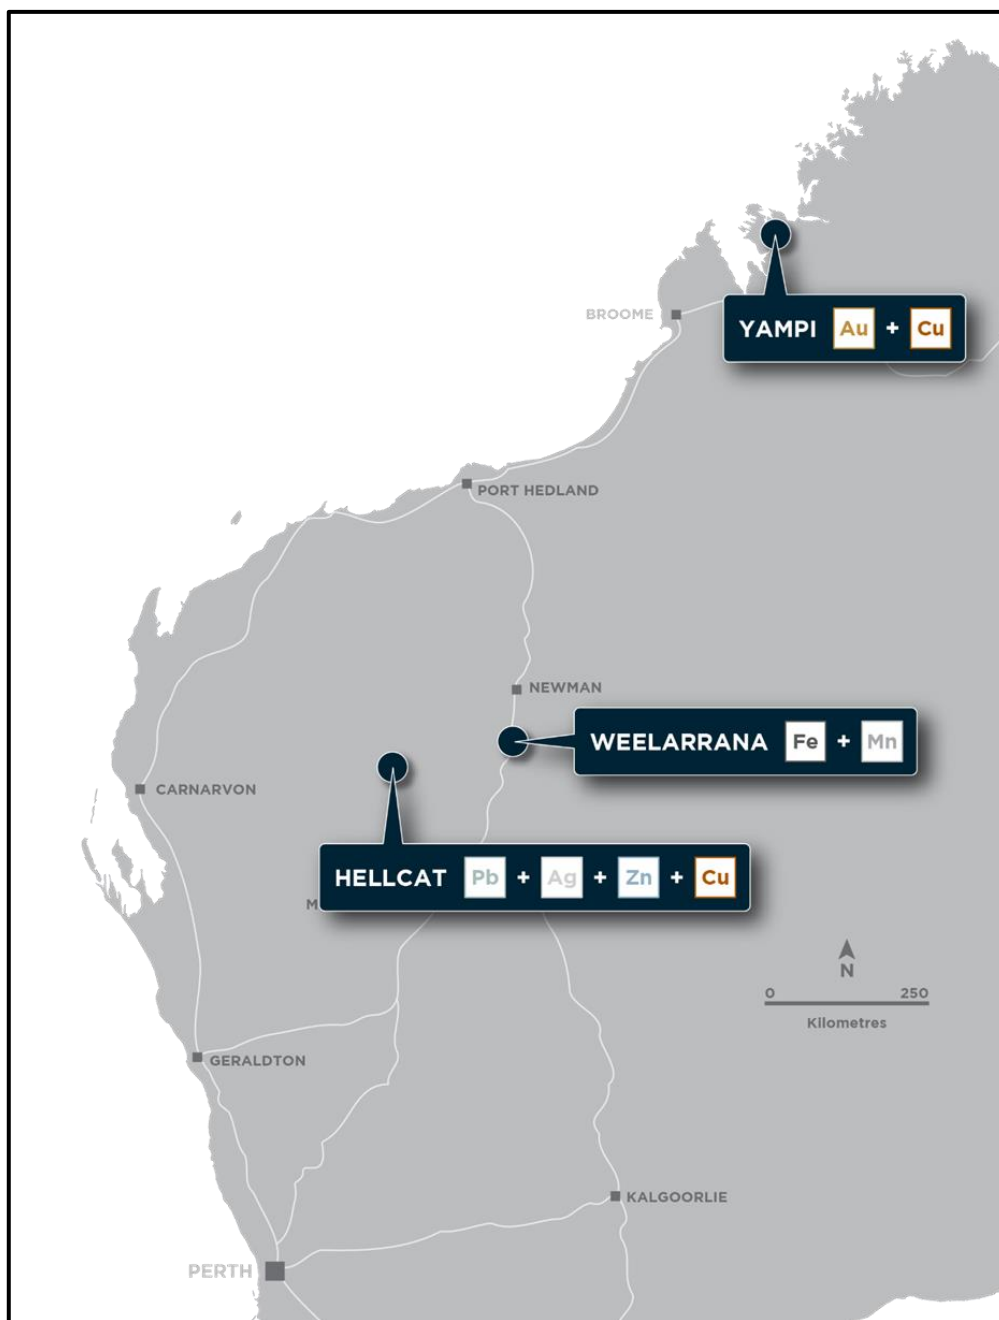 BROOME
YAMPI Au + Cu
PORT HEDLAND
NEWMAN
WEELARRANA Fe + Mn
CARNARVON
HELLCAT Pb + Ag + Zn + Cu
N
0 250
Kilometres
GERALDTON
KALGOORLIE
PERTH